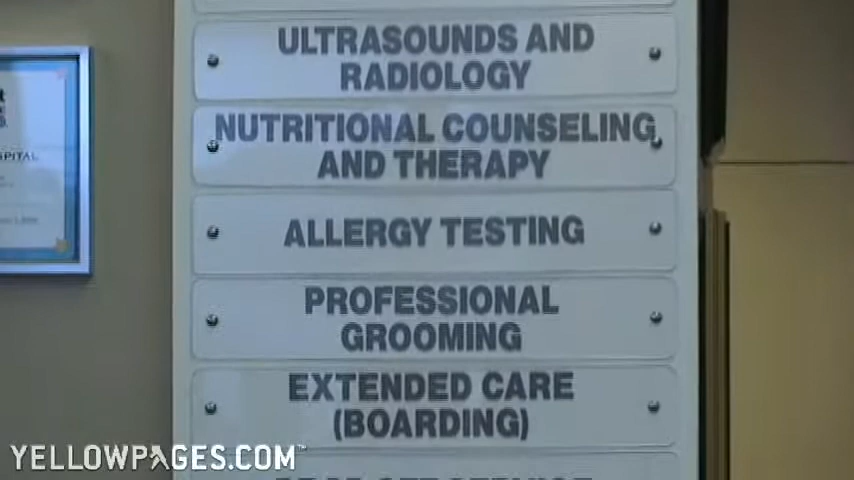 ULTRASOUNDS AND
RADIOLOGY
NUTRITIONAL COUNSELING
AND THERAPY
ALLERGY TESTING
PROFESSIONAL
GROOMING
EXTENDED CARE
(BOARDING)
YELLOWPAGES.COM